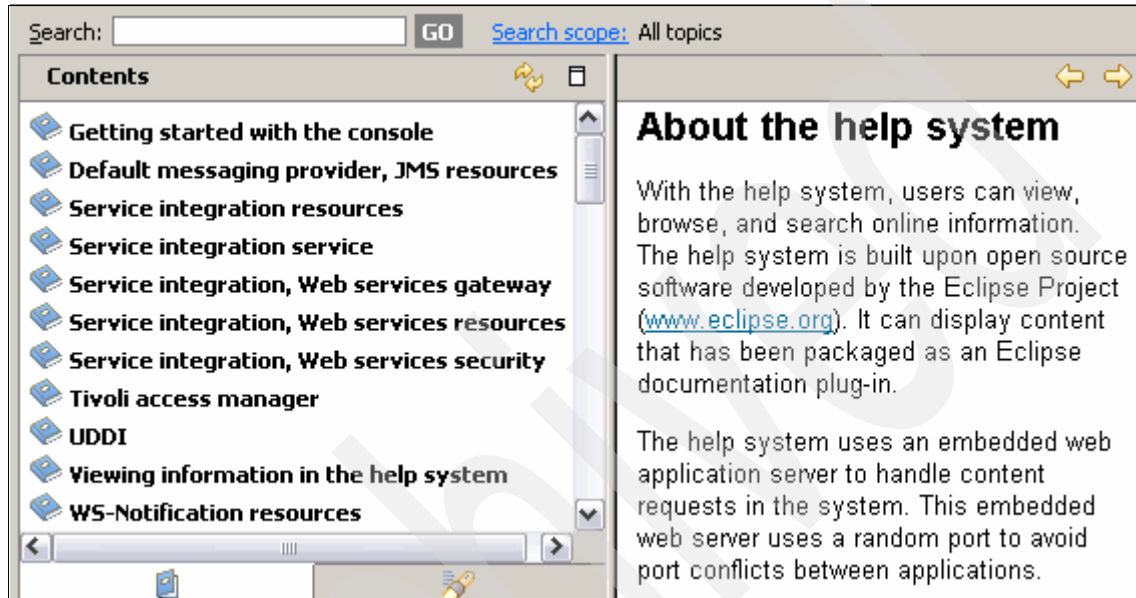 Search: GO Search scope: All topics
Contents
Getting started with the console
Default messaging provider, JMS resources
Service integration resources
Service integration service
Service integration, Web services gateway
Service integration, Web services resources
Service integration, Web services security
Tivoli access manager
UDDI
Viewing information in the help system
WS-Notification resources
About the help system
With the help system, users can view,
browse, and search online information.
The help system is built upon open source
software developed by the Eclipse Project
(www.eclipse.org). It can display content
that has been packaged as an Eclipse
documentation plug-in.
The help system uses an embedded web
application server to handle content
requests in the system. This embedded
web server uses a random port to avoid
port conflicts between applications.